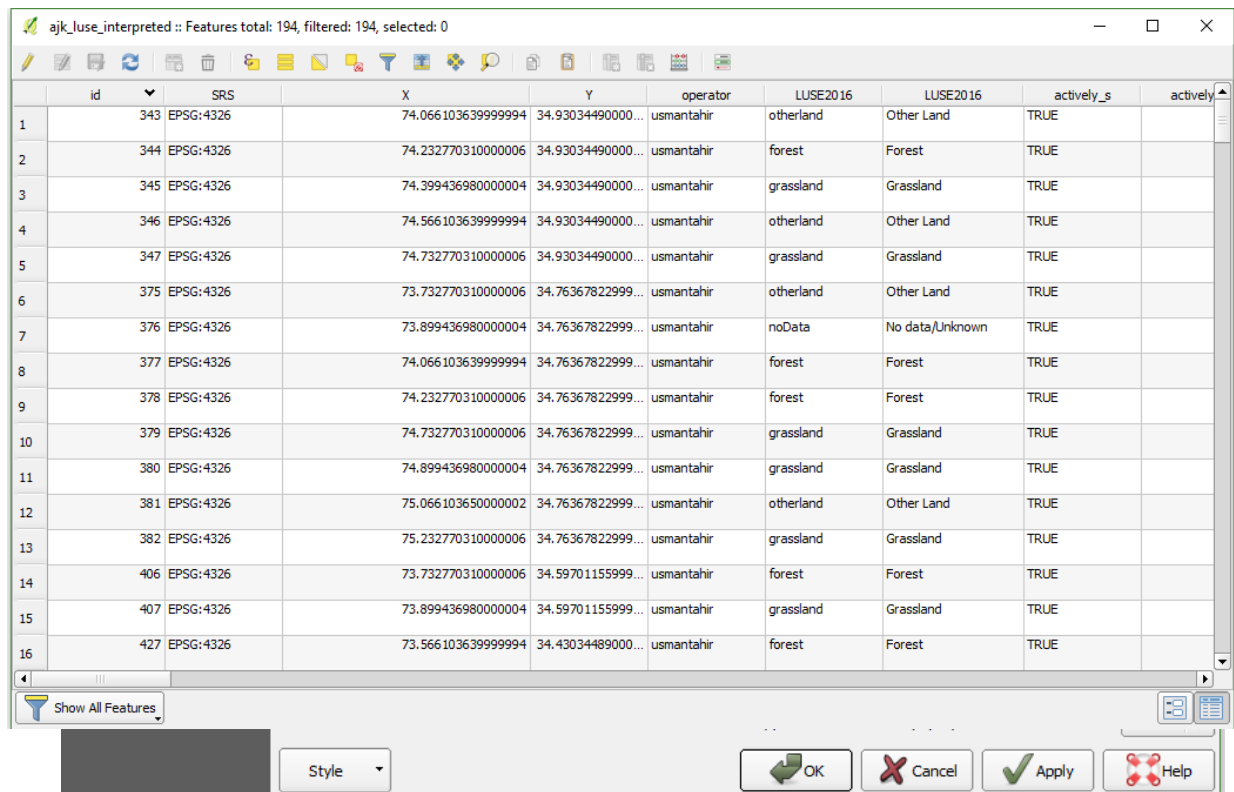 ajk_luse_interpreted :: Features total: 194, filtered: 194, selected: 0
id SRS X Y operator LUSE2016 LUSE2016 actively_s actively
1 343 EPSG:4326 74.066103639999994 34.93034490000... usmantahir otherland Other Land TRUE
2 344 EPSG:4326 74.232770310000006 34.93034490000... usmantahir forest Forest TRUE
3 345 EPSG:4326 74.399436980000004 34.93034490000... usmantahir grassland Grassland TRUE
4 346 EPSG:4326 74.566103639999994 34.93034490000... usmantahir otherland Other Land TRUE
5 347 EPSG:4326 74.732770310000006 34.93034490000... usmantahir grassland Grassland TRUE
6 375 EPSG:4326 73.732770310000006 34.76367822999... usmantahir otherland Other Land TRUE
7 376 EPSG:4326 73.899436980000004 34.76367822999... usmantahir noData No data/Unknown TRUE
8 377 EPSG:4326 74.066103639999994 34.76367822999... usmantahir forest Forest TRUE
9 378 EPSG:4326 74.232770310000006 34.76367822999... usmantahir forest Forest TRUE
10 379 EPSG:4326 74.732770310000006 34.76367822999... usmantahir grassland Grassland TRUE
11 380 EPSG:4326 74.899436980000004 34.76367822999... usmantahir grassland Grassland TRUE
12 381 EPSG:4326 75.066103650000002 34.76367822999... usmantahir otherland Other Land TRUE
13 382 EPSG:4326 75.232770310000006 34.76367822999... usmantahir grassland Grassland TRUE
14 406 EPSG:4326 73.732770310000006 34.59701155999... usmantahir forest Forest TRUE
15 407 EPSG:4326 73.899436980000004 34.59701155999... usmantahir grassland Grassland TRUE
16 427 EPSG:4326 73.566103639999994 34.43034489000... usmantahir forest Forest TRUE
Show All Features
Style OK Cancel Apply Help